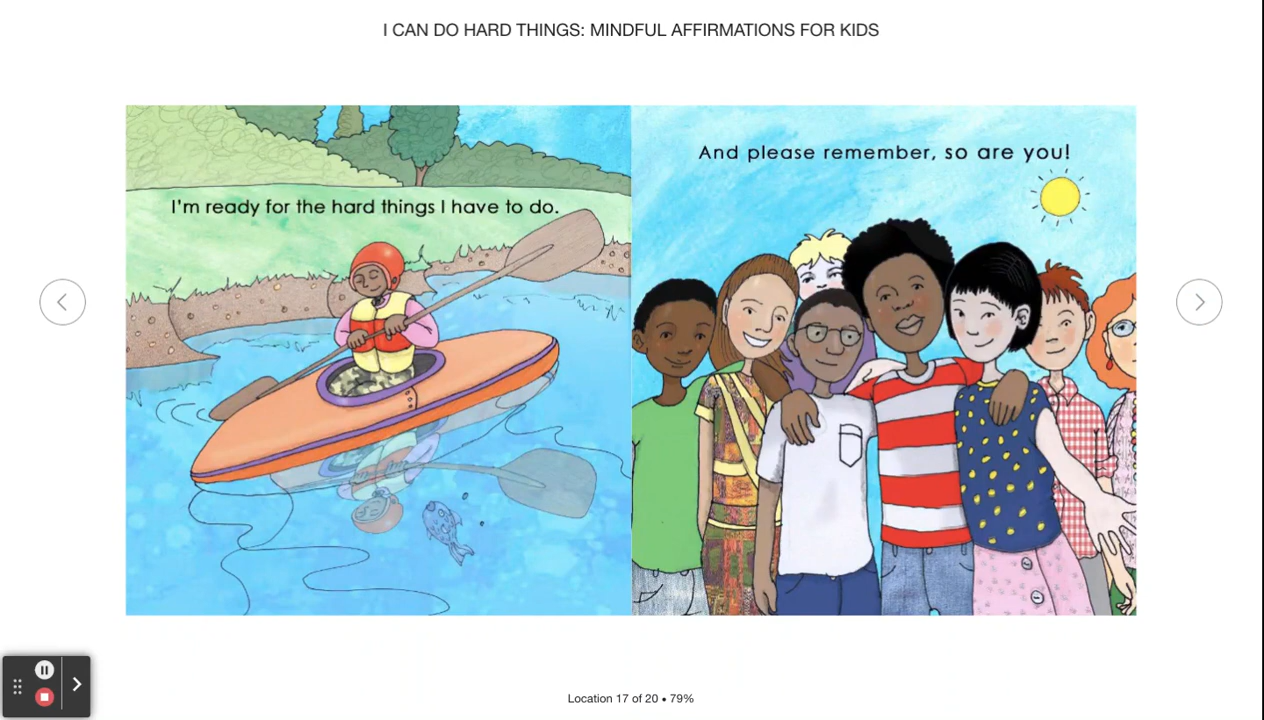 I CAN DO HARD THINGS: MINDFUL AFFIRMATIONS FOR KIDS
I'm ready for the hard things I have to do.
And please remember, so are you!
Location 17 of 20 • 79%